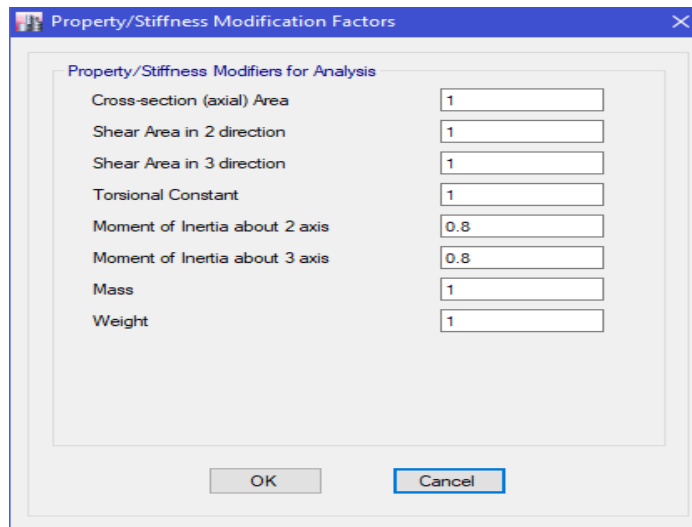 Property/Stiffness Modification Factors
Property/Stiffness Modifiers for Analysis
Cross-section (axial) Area 1
Shear Area in 2 direction 1
Shear Area in 3 direction 1
Torsional Constant 1
Moment of Inertia about 2 axis 0.8
Moment of Inertia about 3 axis 0.8
Mass 1
Weight 1
OK Cancel